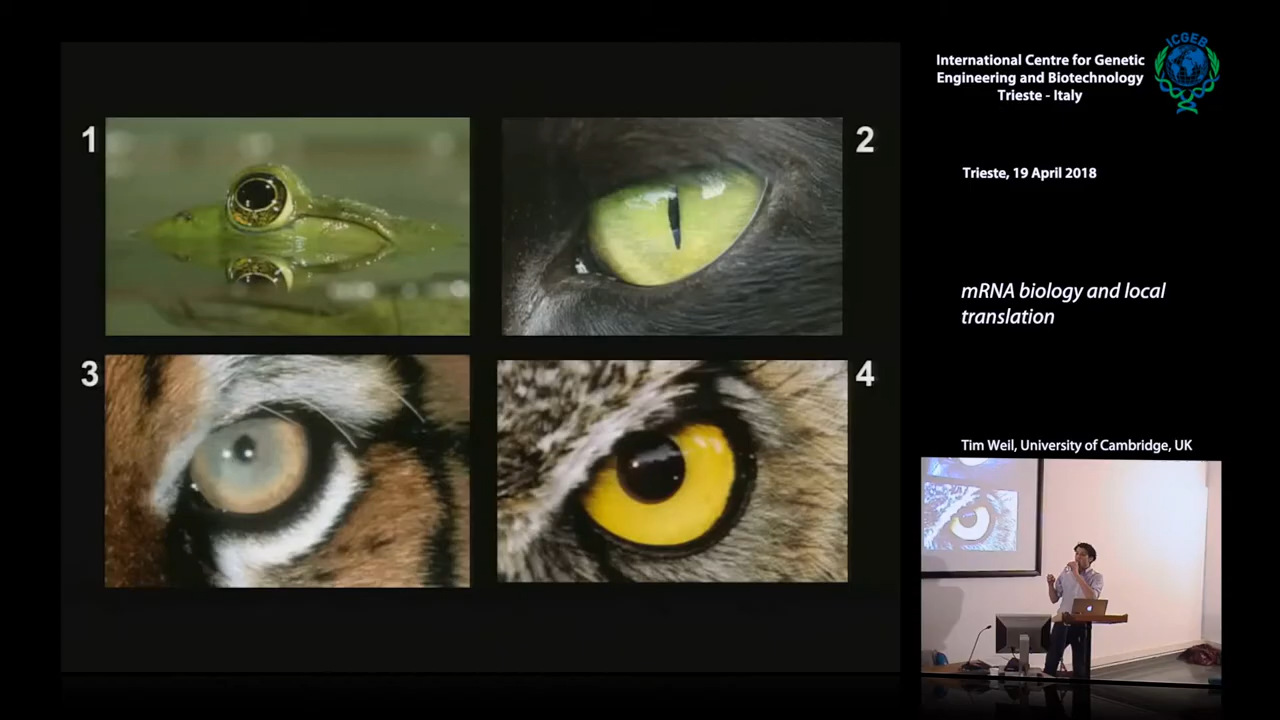 1
2
3
4
ICGEB
International Centre for Genetic
Engineering and Biotechnology
Trieste - Italy
Trieste, 19 April 2018
mRNA biology and local
translation
Tim Weil, University of Cambridge, UK